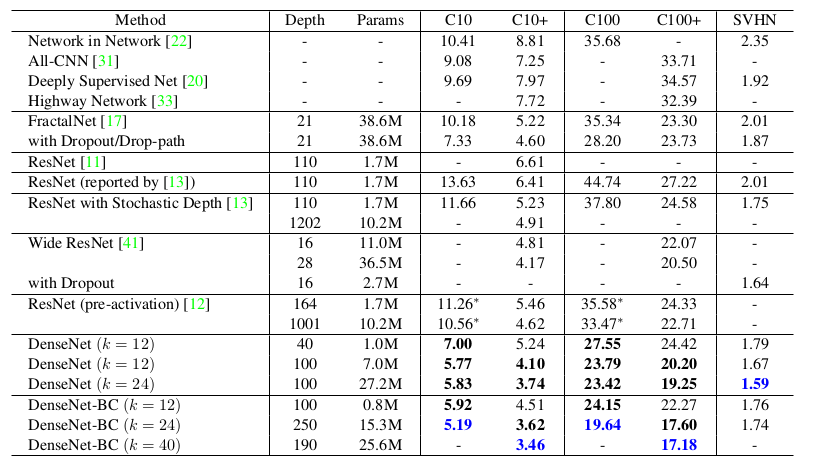 Method Depth Params C10 C10+ C100 C100+ SVHN
Network in Network [22] - - 10.41 8.81 35.68 - 2.35
All-CNN [31] - - 9.08 7.25 - 33.71 -
Deeply Supervised Net [20] - - 9.69 7.97 - 34.57 1.92
Highway Network [33] - - - 7.72 - 32.39 -
FractalNet [17] 21 38.6M 10.18 5.22 35.34 23.30 2.01
with Dropout/Drop-path 21 38.6M 7.33 4.60 28.20 23.73 1.87
ResNet [11] 110 1.7M - 6.61 - - -
ResNet (reported by [13]) 110 1.7M 13.63 6.41 44.74 27.22 2.01
ResNet with Stochastic Depth [13] 110 1.7M 11.66 5.23 37.80 24.58 1.75
1202 10.2M - 4.91 - - -
Wide ResNet [41] 16 11.0M - 4.81 - 22.07 -
28 36.5M - 4.17 - 20.50 -
with Dropout 16 2.7M - - - - 1.64
ResNet (pre-activation) [12] 164 1.7M 11.26* 5.46 35.58* 24.33 -
1001 10.2M 10.56* 4.62 33.47* 22.71 -
DenseNet (k = 12) 40 1.0M 7.00 5.24 27.55 24.42 1.79
DenseNet (k = 12) 100 7.0M 5.77 4.10 23.79 20.20 1.67
DenseNet (k = 24) 100 27.2M 5.83 3.74 23.42 19.25 1.59
DenseNet-BC (k = 12) 100 0.8M 5.92 4.51 24.15 22.27 1.76
DenseNet-BC (k = 24) 250 15.3M 5.19 3.62 19.64 17.60 1.74
DenseNet-BC (k = 40) 190 25.6M - 3.46 - 17.18 -